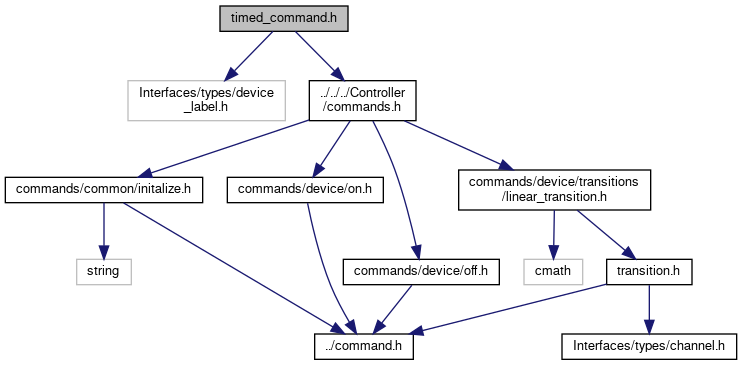 timed_command.h
Interfaces/types/device
_label.h
../../../Controller
/commands.h
commands/common/initalize.h
commands/device/on.h
commands/device/transitions
/linear_transition.h
string
commands/device/off.h
cmath
transition.h
../command.h
Interfaces/types/channel.h